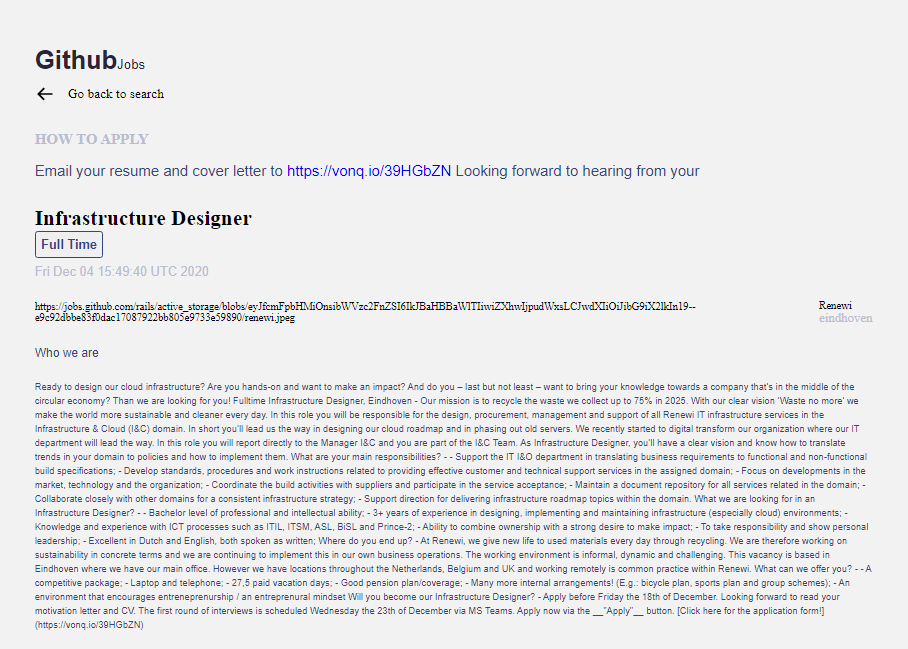 GithubJobs
Go back to search
HOW TO APPLY
Email your resume and cover letter to https://vonq.io/39HGbZN Looking forward to hearing from your
Infrastructure Designer
Full Time
Fri Dec 04 15:49:40 UTC 2020
Renewi
eindhoven
Who we are
Ready to design our cloud infrastructure? Are you hands-on and want to make an impact? And do you – last but not least – want to bring your knowledge towards a company that's in the middle of the
circular economy? Than we are looking for you! Fulltime Infrastructure Designer, Eindhoven - Our mission is to recycle the waste we collect up to 75% in 2025. With our clear vision 'Waste no more' we
make the world more sustainable and cleaner every day. In this role you will be responsible for the design, procurement, management and support of all Renewi IT infrastructure services in the
Infrastructure & Cloud (I&C) domain. In short you'll lead us the way in designing our cloud roadmap and in phasing out old servers. We recently started to digital transform our organization where our IT
department will lead the way. In this role you will report directly to the Manager I&C and you are part of the I&C Team. As Infrastructure Designer, you'll have a clear vision and know how to translate
trends in your domain to policies and how to implement them. What are your main responsibilities? - - Support the IT I&O department in translating business requirements to functional and non-functional
build specifications; - Develop standards, procedures and work instructions related to providing effective customer and technical support services in the assigned domain; - Focus on developments in the
market, technology and the organization; - Coordinate the build activities with suppliers and participate in the service acceptance; - Maintain a document repository for all services related in the domain; -
Collaborate closely with other domains for a consistent infrastructure strategy; - Support direction for delivering infrastructure roadmap topics within the domain. What we are looking for in an
Infrastructure Designer? - - Bachelor level of professional and intellectual ability; - 3+ years of experience in designing, implementing and maintaining infrastructure (especially cloud) environments; -
Knowledge and experience with ICT processes such as ITIL, ITSM, ASL, BiSL and Prince-2; - Ability to combine ownership with a strong desire to make impact; - To take responsibility and show personal
leadership; - Excellent in Dutch and English, both spoken as written; Where do you end up? - At Renewi, we give new life to used materials every day through recycling. We are therefore working on
sustainability in concrete terms and we are continuing to implement this in our own business operations. The working environment is informal, dynamic and challenging. This vacancy is based in
Eindhoven where we have our main office. However we have locations throughout the Netherlands, Belgium and UK and working remotely is common practice within Renewi. What can we offer you? - - A
competitive package; - Laptop and telephone; - 27,5 paid vacation days; - Good pension plan/coverage; - Many more internal arrangements! (E.g.: bicycle plan, sports plan and group schemes); - An
environment that encourages entreneprenurship / an entreprenural mindset Will you become our Infrastructure Designer? - Apply before Friday the 18th of December. Looking forward to read your
motivation letter and CV. The first round of interviews is scheduled Wednesday the 23th of December via MS Teams. Apply now via the __"Apply"__ button. [Click here for the application form!]
(https://vonq.io/39HGbZN)